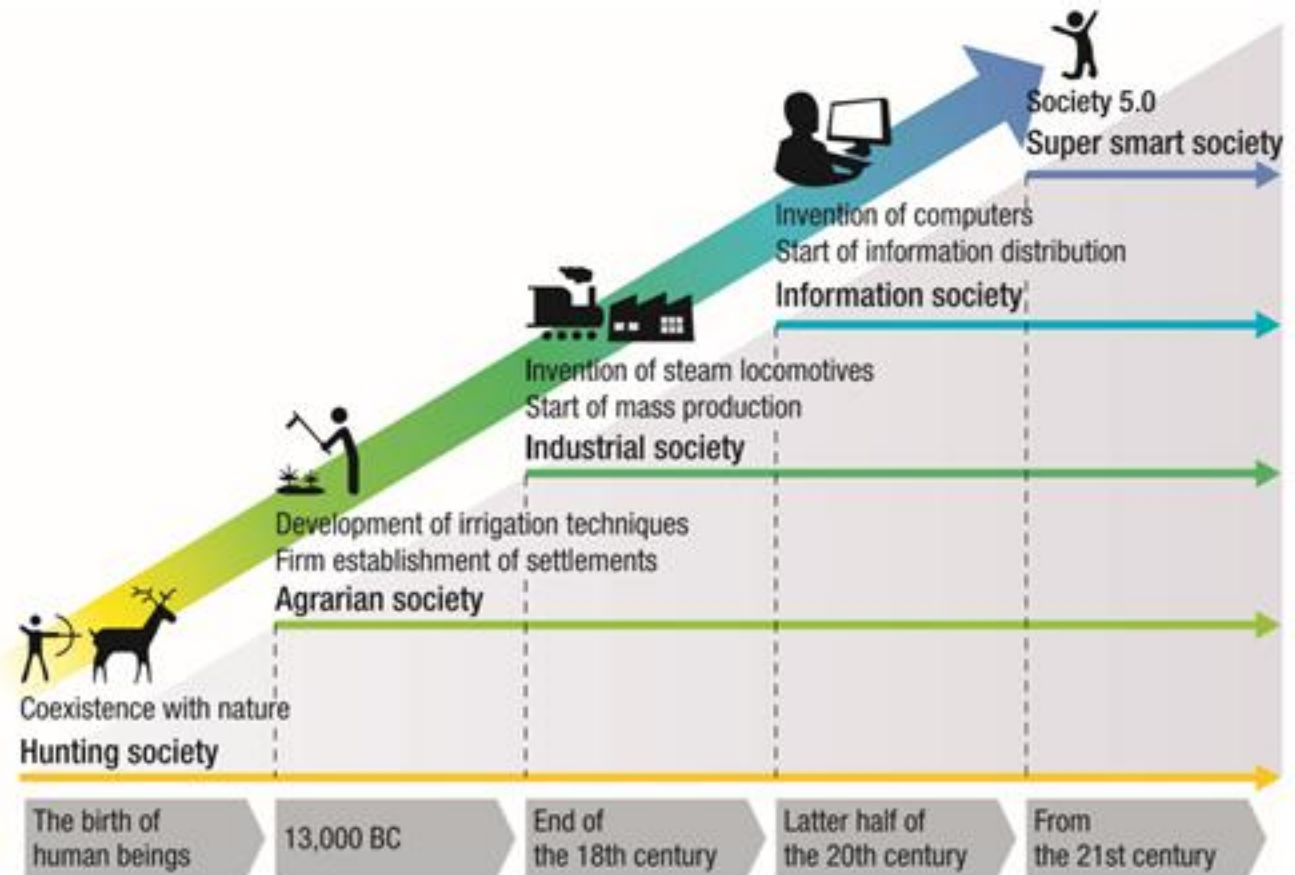 Society 5.0
Super smart society
Invention of computers
Start of information distribution
Information society
Invention of steam locomotives
Start of mass production
Industrial society
Development of irrigation techniques
Firm establishment of settlements
Agrarian society
Coexistence with nature
Hunting society
The birth of
human beings
13,000 BC
End of
the 18th century
Latter half of
the 20th century
From
the 21st century